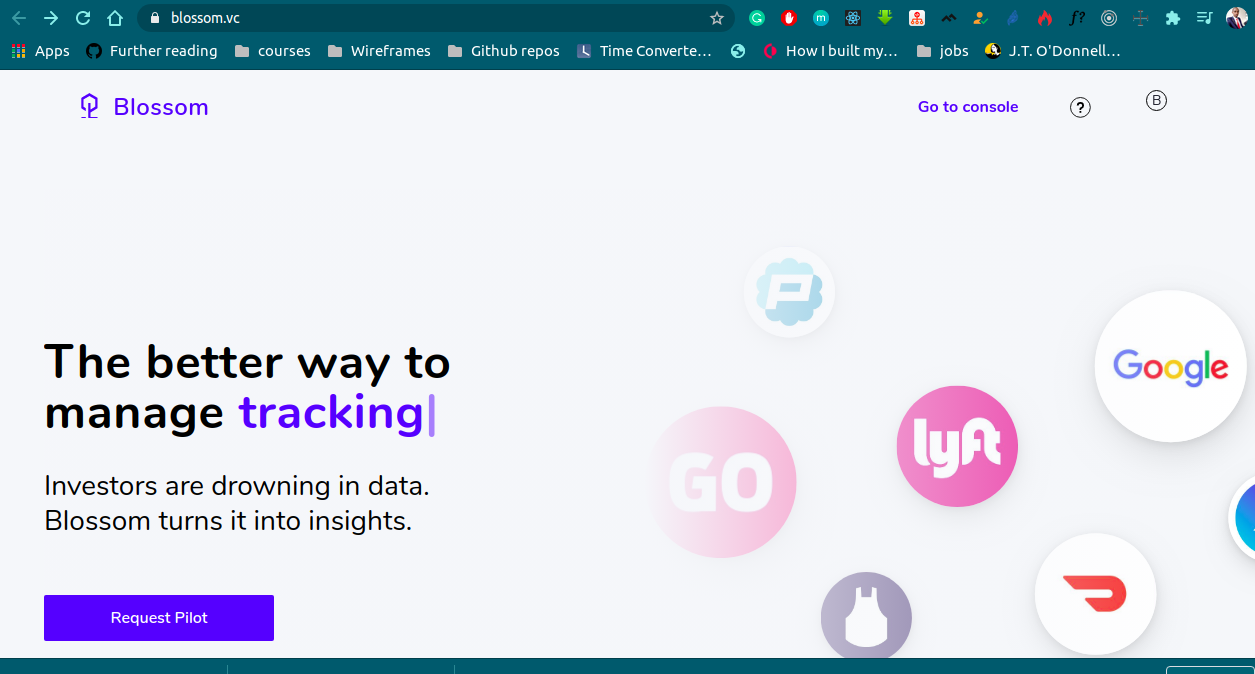 blossom.vc
Apps Further reading courses Wireframes Github repos Time Converte... How I built my... jobs J.T. O'Donnell...
Blossom Go to console ? B
The better way to
manage tracking
Investors are drowning in data.
Blossom turns it into insights.
Request Pilot
P
Google
lyft
GO